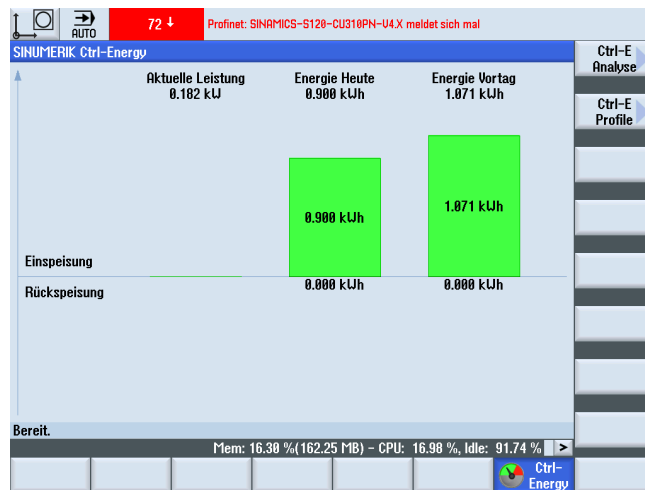 AUTO
72 ↓
Profinet: SINAMICS-S120-CU310PN-V4.X meldet sich mal
SINUMERIK Ctrl-Energy
Ctrl-E
Analyse
Ctrl-E
Profile
Aktuelle Leistung
0.182 kW
Energie Heute
0.900 kWh
Energie Vortag
1.071 kWh
0.900 kWh
1.071 kWh
Einspeisung
Rückspeisung
0.000 kWh
0.000 kWh
Bereit.
Mem: 16.30 %(162.25 MB) - CPU: 16.98 %, Idle: 91.74 % >
Ctrl-
Energy